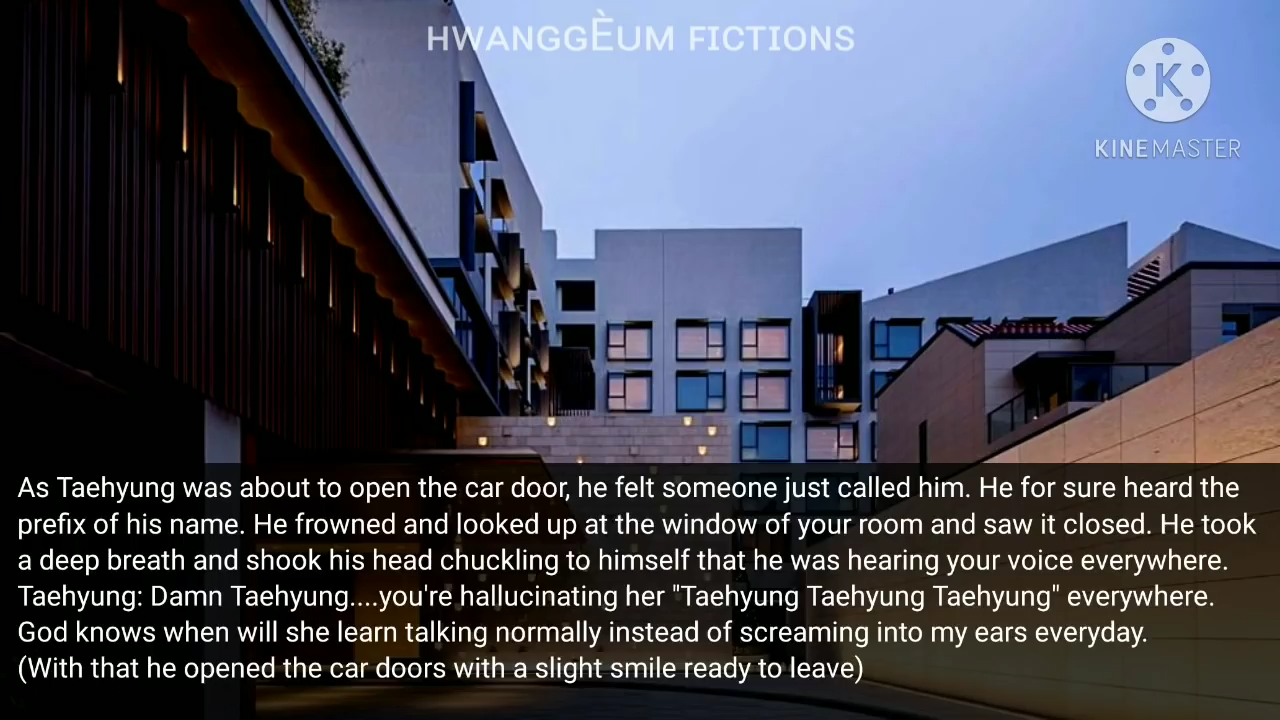 HWANGGÈUM FICTIONS
K
KINEMASTER
As Taehyung was about to open the car door, he felt someone just called him. He for sure heard the
prefix of his name. He frowned and looked up at the window of your room and saw it closed. He took
a deep breath and shook his head chuckling to himself that he was hearing your voice everywhere.
Taehyung: Damn Taehyung....you're hallucinating her "Taehyung Taehyung Taehyung" everywhere.
God knows when will she learn talking normally instead of screaming into my ears everyday.
(With that he opened the car doors with a slight smile ready to leave)